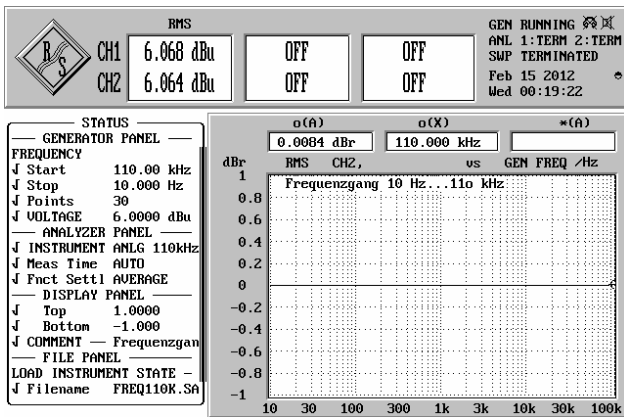 RMS
GEN RUNNING
R S CH1 6.068 dBu OFF OFF
ANL 1:TERM 2:TERM
SWP TERMINATED
CH2 6.064 dBu OFF OFF
Feb 15 2012
Wed 00:19:22
STATUS
GENERATOR PANEL
FREQUENCY
Start 110.00 kHz
Stop 10.000 Hz
Points 30
VOLTAGE 6.0000 dBu
ANALYZER PANEL
INSTRUMENT ANLG 110kHz
Meas Time AUTO
Fnct Settl AVERAGE
DISPLAY PANEL
Top 1.0000
Bottom -1.000
COMMENT — Frequenzgan
FILE PANEL
LOAD INSTRUMENT STATE -
Filename FREQ110K.SA
o(A) o(X) *(A)
0.0084 dBr 110.000 kHz
dBr RMS CH2, vs GEN FREQ /Hz
Frequenzgang 10 Hz...11o kHz
1
0.8
0.6
0.4
0.2
0
-0.2
-0.4
-0.6
-0.8
-1
10 30 100 300 1k 3k 10k 30k 100k